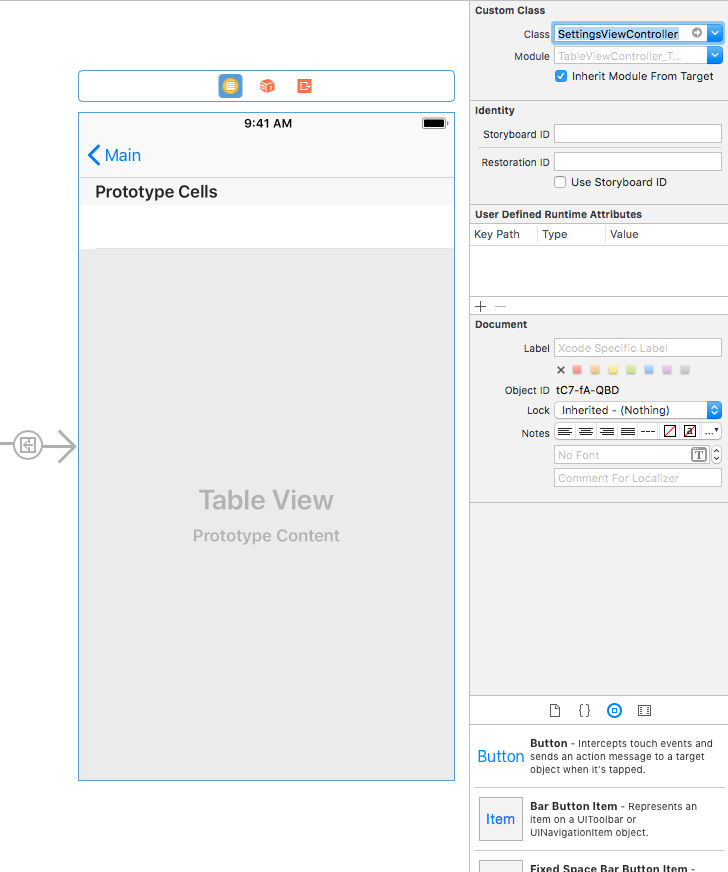 Custom Class
Class SettingsViewController
Module TableViewController_T...
Inherit Module From Target
Identity
Storyboard ID
Restoration ID
Use Storyboard ID
User Defined Runtime Attributes
Key Path Type Value
Document
Label Xcode Specific Label
Object ID tC7-fA-QBD
Lock Inherited - (Nothing)
Notes
No Font
Comment For Localizer
9:41 AM
Main
Prototype Cells
Table View
Prototype Content
Button
Button - Intercepts touch events and
sends an action message to a target
object when it's tapped.
Item
Bar Button Item - Represents an
item on a UIToolbar or
UINavigationItem object.
Fixed Space Bar Button Item -